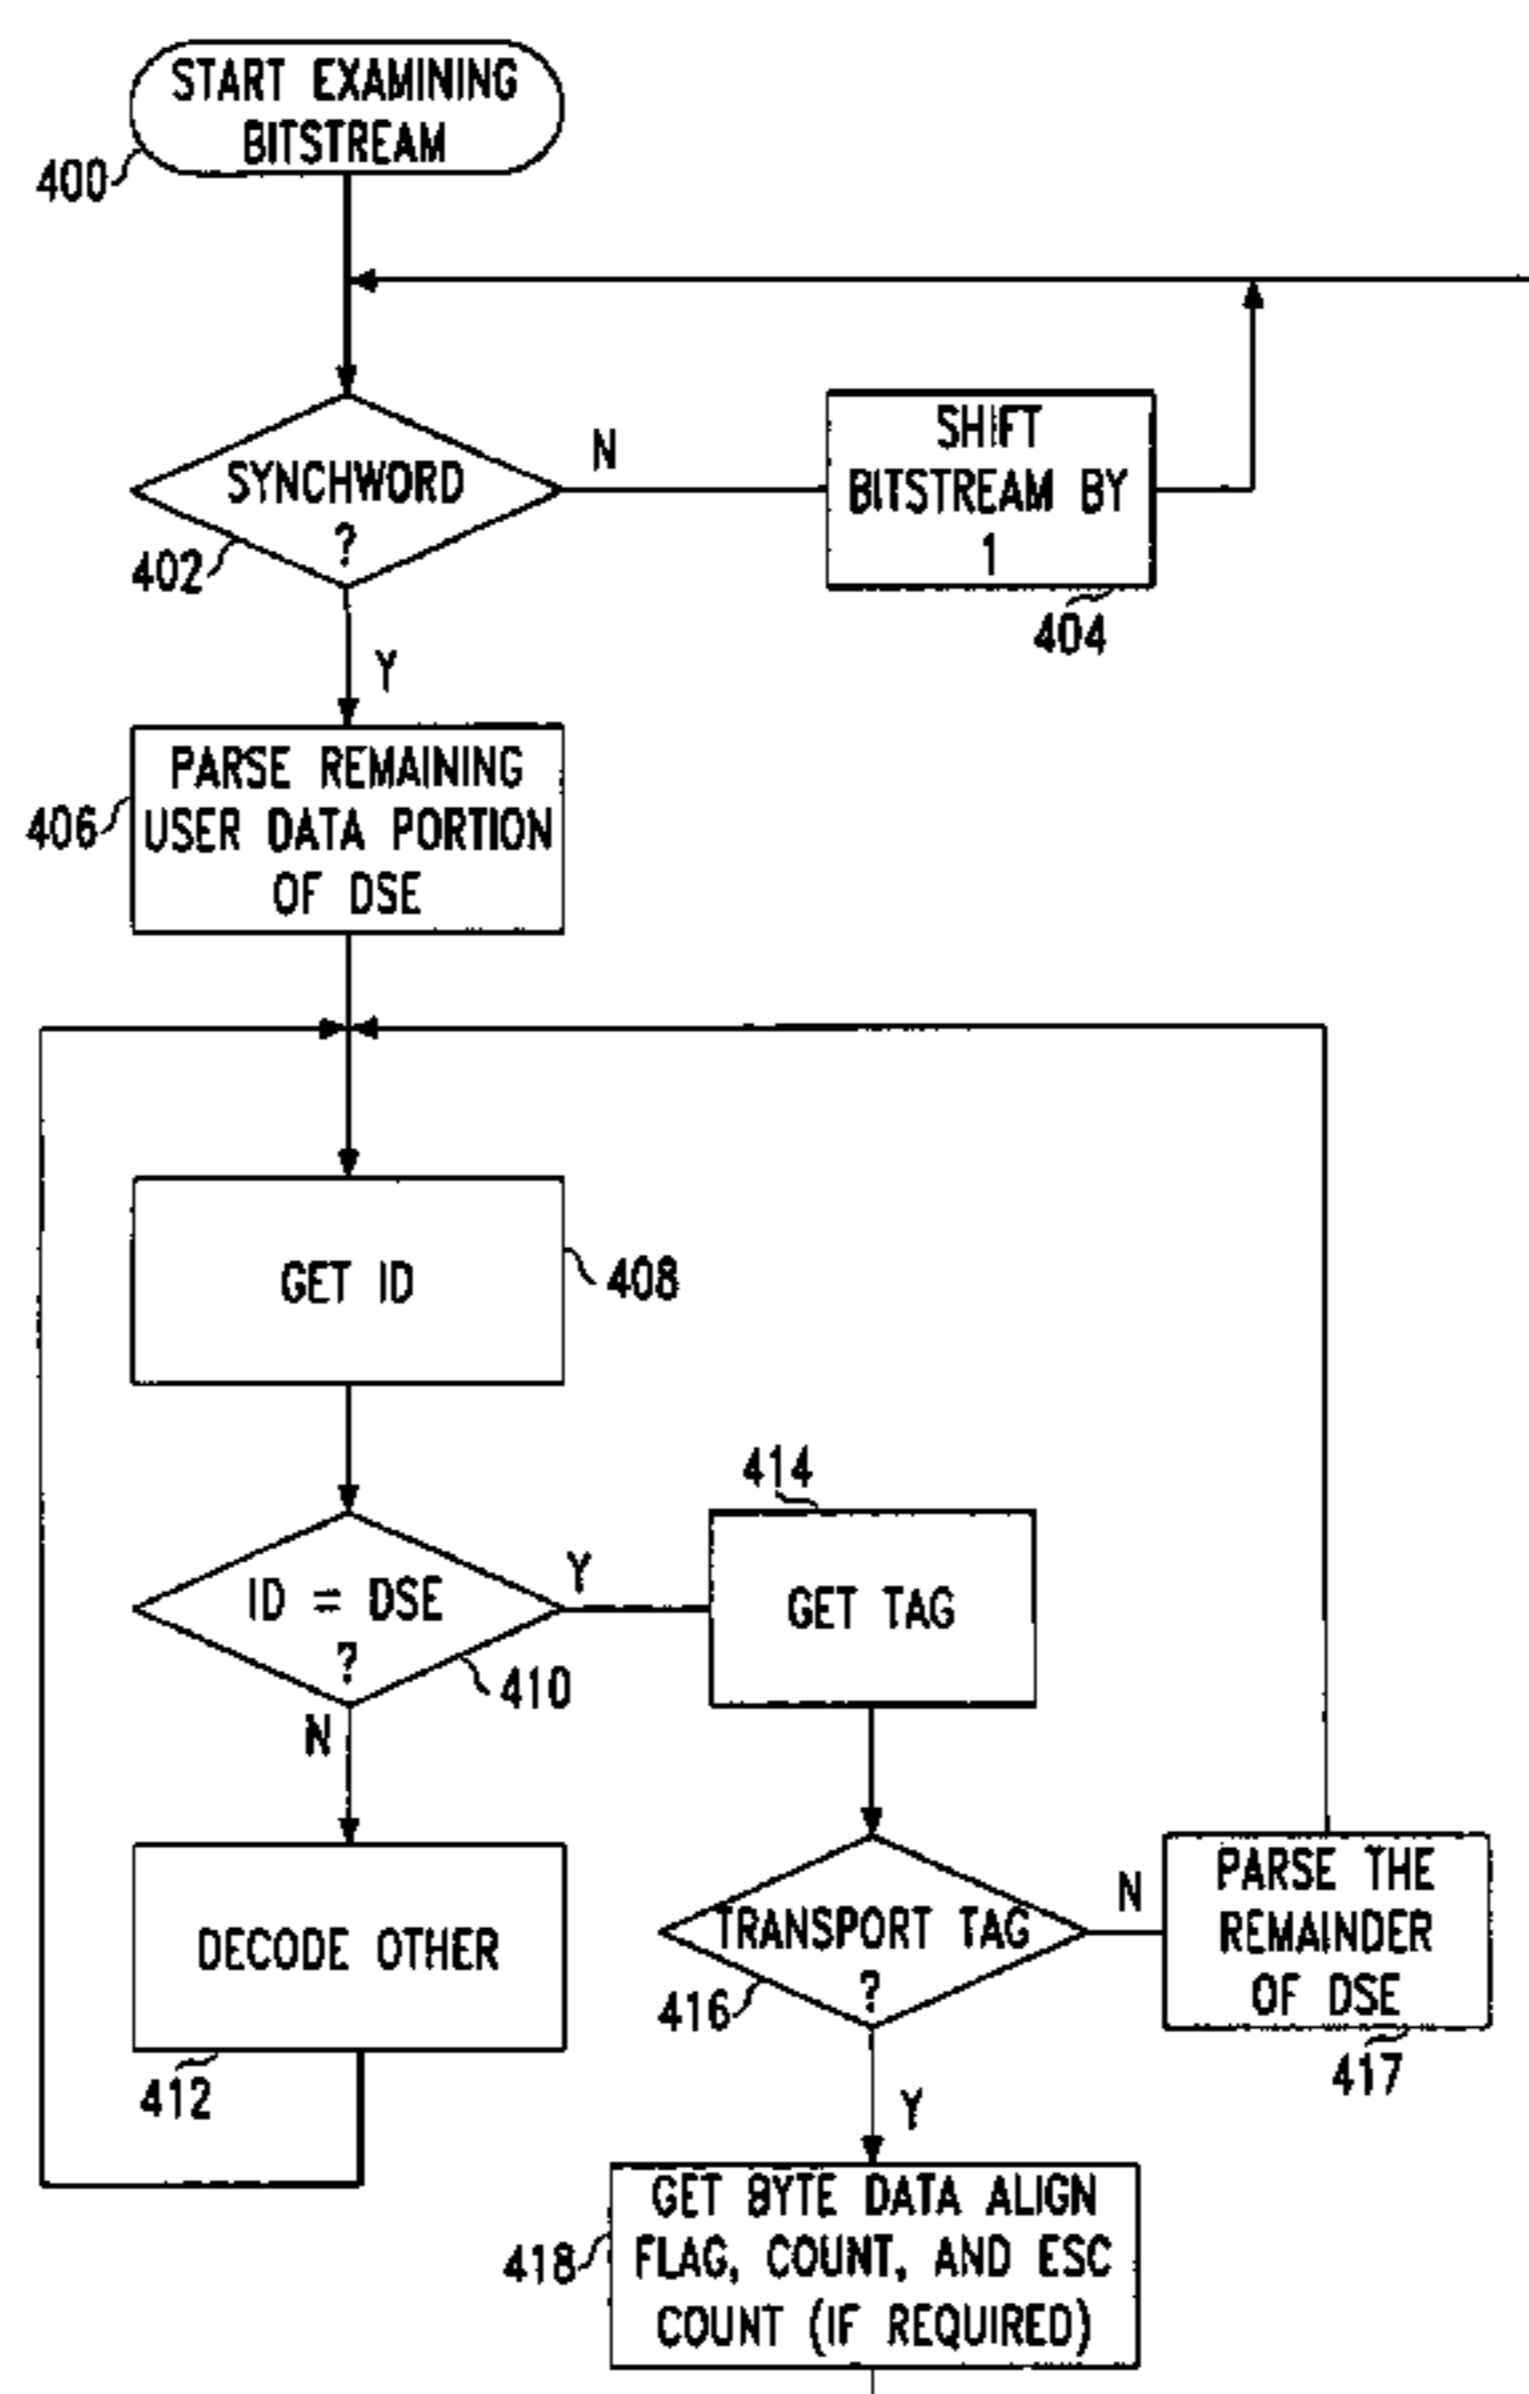 START EXAMINING
BITSTREAM
400
SYNCHWORD
?
402
N
SHIFT
BITSTREAM BY
1
404
Y
PARSE REMAINING
USER DATA PORTION
OF DSE
406
GET ID
408
ID = DSE
?
410
Y
414
GET TAG
N
DECODE OTHER
412
TRANSPORT TAG
?
416
N
PARSE THE
REMAINDER
OF DSE
417
Y
GET BYTE DATA ALIGN
FLAG, COUNT, AND ESC
COUNT (IF REQUIRED)
418